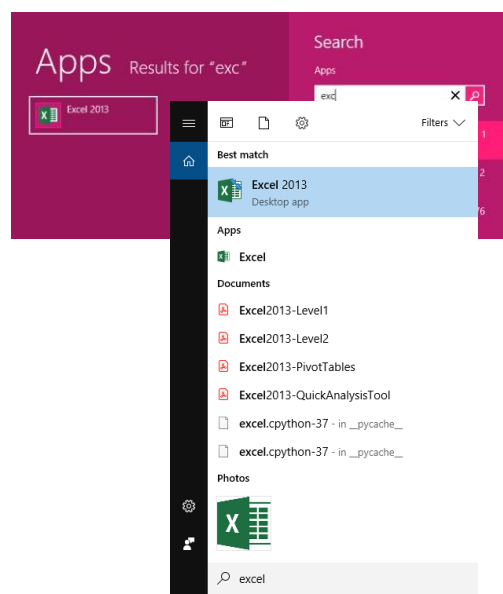 Apps Results for "exc"
Excel 2013
Search
Apps
exc
1
2
76
Filters
Best match
Excel 2013
Desktop app
Apps
Excel
Documents
Excel2013-Level1
Excel2013-Level2
Excel2013-PivotTables
Excel2013-QuickAnalysisTool
excel.cpython-37 - in __pycache__
excel.cpython-37 - in __pycache__
Photos
excel